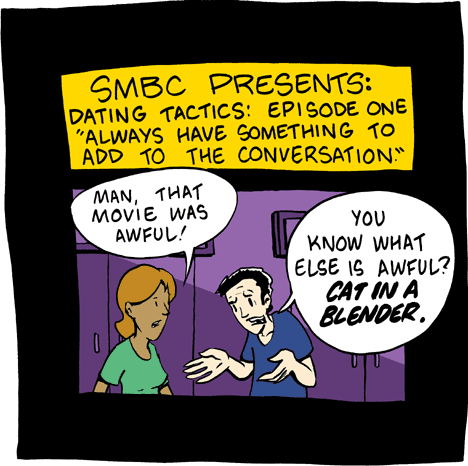 SMBC PRESENTS:
DATING TACTICS: EPISODE ONE
"ALWAYS HAVE SOMETHING TO
ADD TO THE CONVERSATION."
MAN, THAT
MOVIE WAS
AWFUL!
YOU
KNOW WHAT
ELSE IS AWFUL?
CAT IN A
BLENDER.